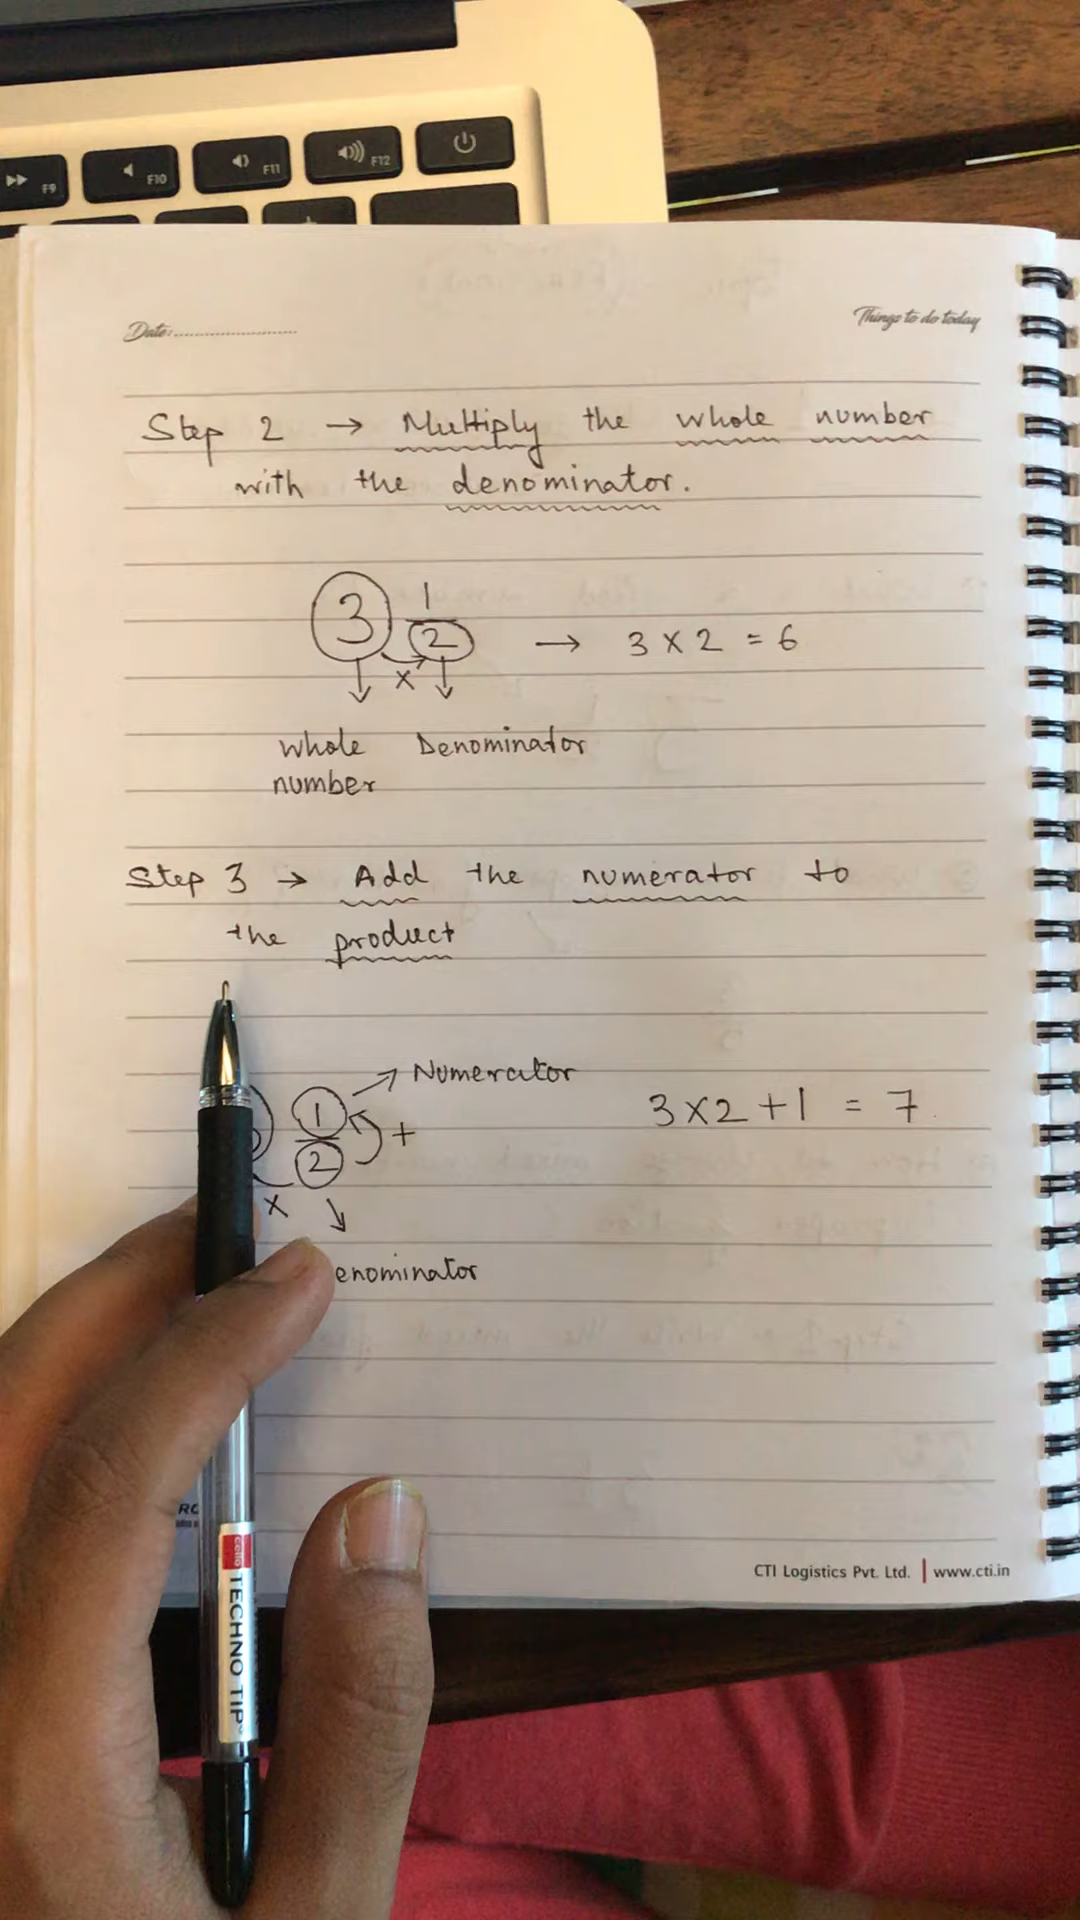 F9
F10
F11
F12
Date:
Things to do today
Step 2 → Multiply the whole number
with the denominator.
3 1/2 → 3 x 2 = 6
x
whole Denominator
number
Step 3 → Add the numerator to
the product
Numerator
1
2
+
3x2+1 = 7
x
enominator
CTI Logistics Pvt. Ltd. | www.cti.in
cello
TECHNO TIP